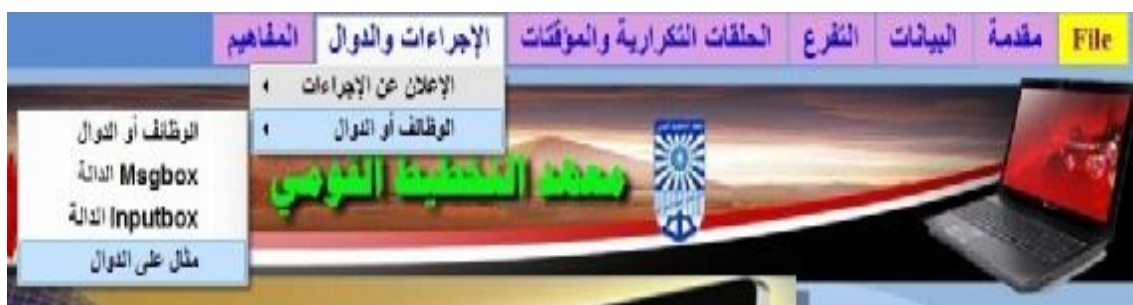 File مقدمة البيانات التفرع الحلقات التكرارية والمؤقتات الإجراءات والدوال المفاهيم
الإعلان عن الإجراءات
الوظائف أو الدوال
معهد التخطيط القومي
الوظائف أو الدوال
Msgbox الدالة
Inputbox الدالة
مثال على الدوال